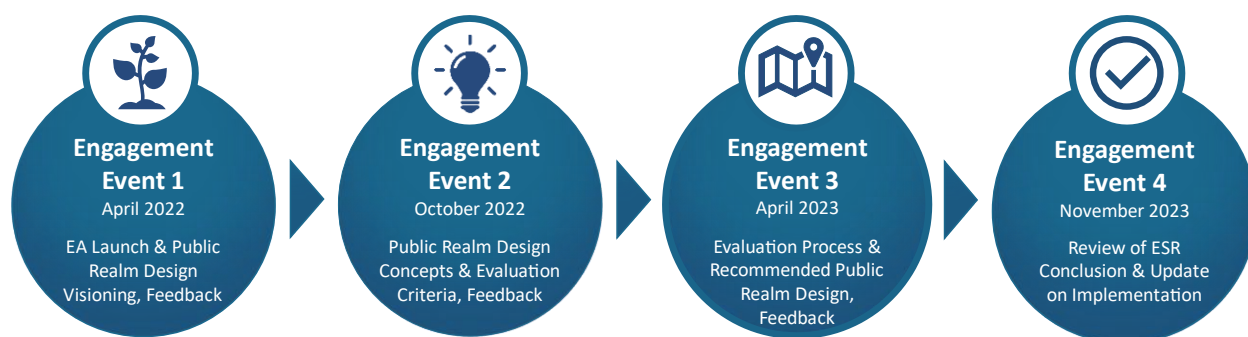 Engagement
Event 1
April 2022
EA Launch & Public
Realm Design
Visioning, Feedback
Engagement
Event 2
October 2022
Public Realm Design
Concepts & Evaluation
Criteria, Feedback
Engagement
Event 3
April 2023
Evaluation Process &
Recommended Public
Realm Design,
Feedback
Engagement
Event 4
November 2023
Review of ESR
Conclusion & Update
on Implementation